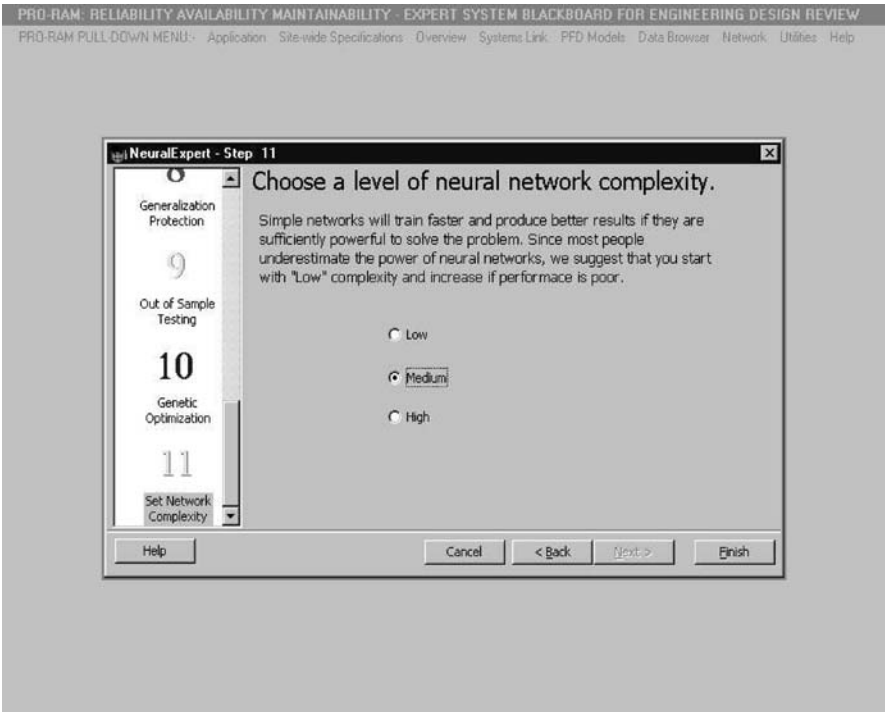 PRO-RAM: RELIABILITY AVAILABILITY MAINTAINABILITY - EXPERT SYSTEM BLACKBOARD FOR ENGINEERING DESIGN REVIEW
PRO-RAM PULL-DOWN MENU:- Application Site-wide Specifications Overview Systems Link PFD Models Data Browser Network Utilities Help
NeuralExpert - Step 11
8
Generalization
Protection
9
Out of Sample
Testing
10
Genetic
Optimization
11
Set Network
Complexity
Choose a level of neural network complexity.
Simple networks will train faster and produce better results if they are
sufficiently powerful to solve the problem. Since most people
underestimate the power of neural networks, we suggest that you start
with "Low" complexity and increase if performace is poor.
Low
Medium
High
Help
Cancel
< Back
Next >
Finish